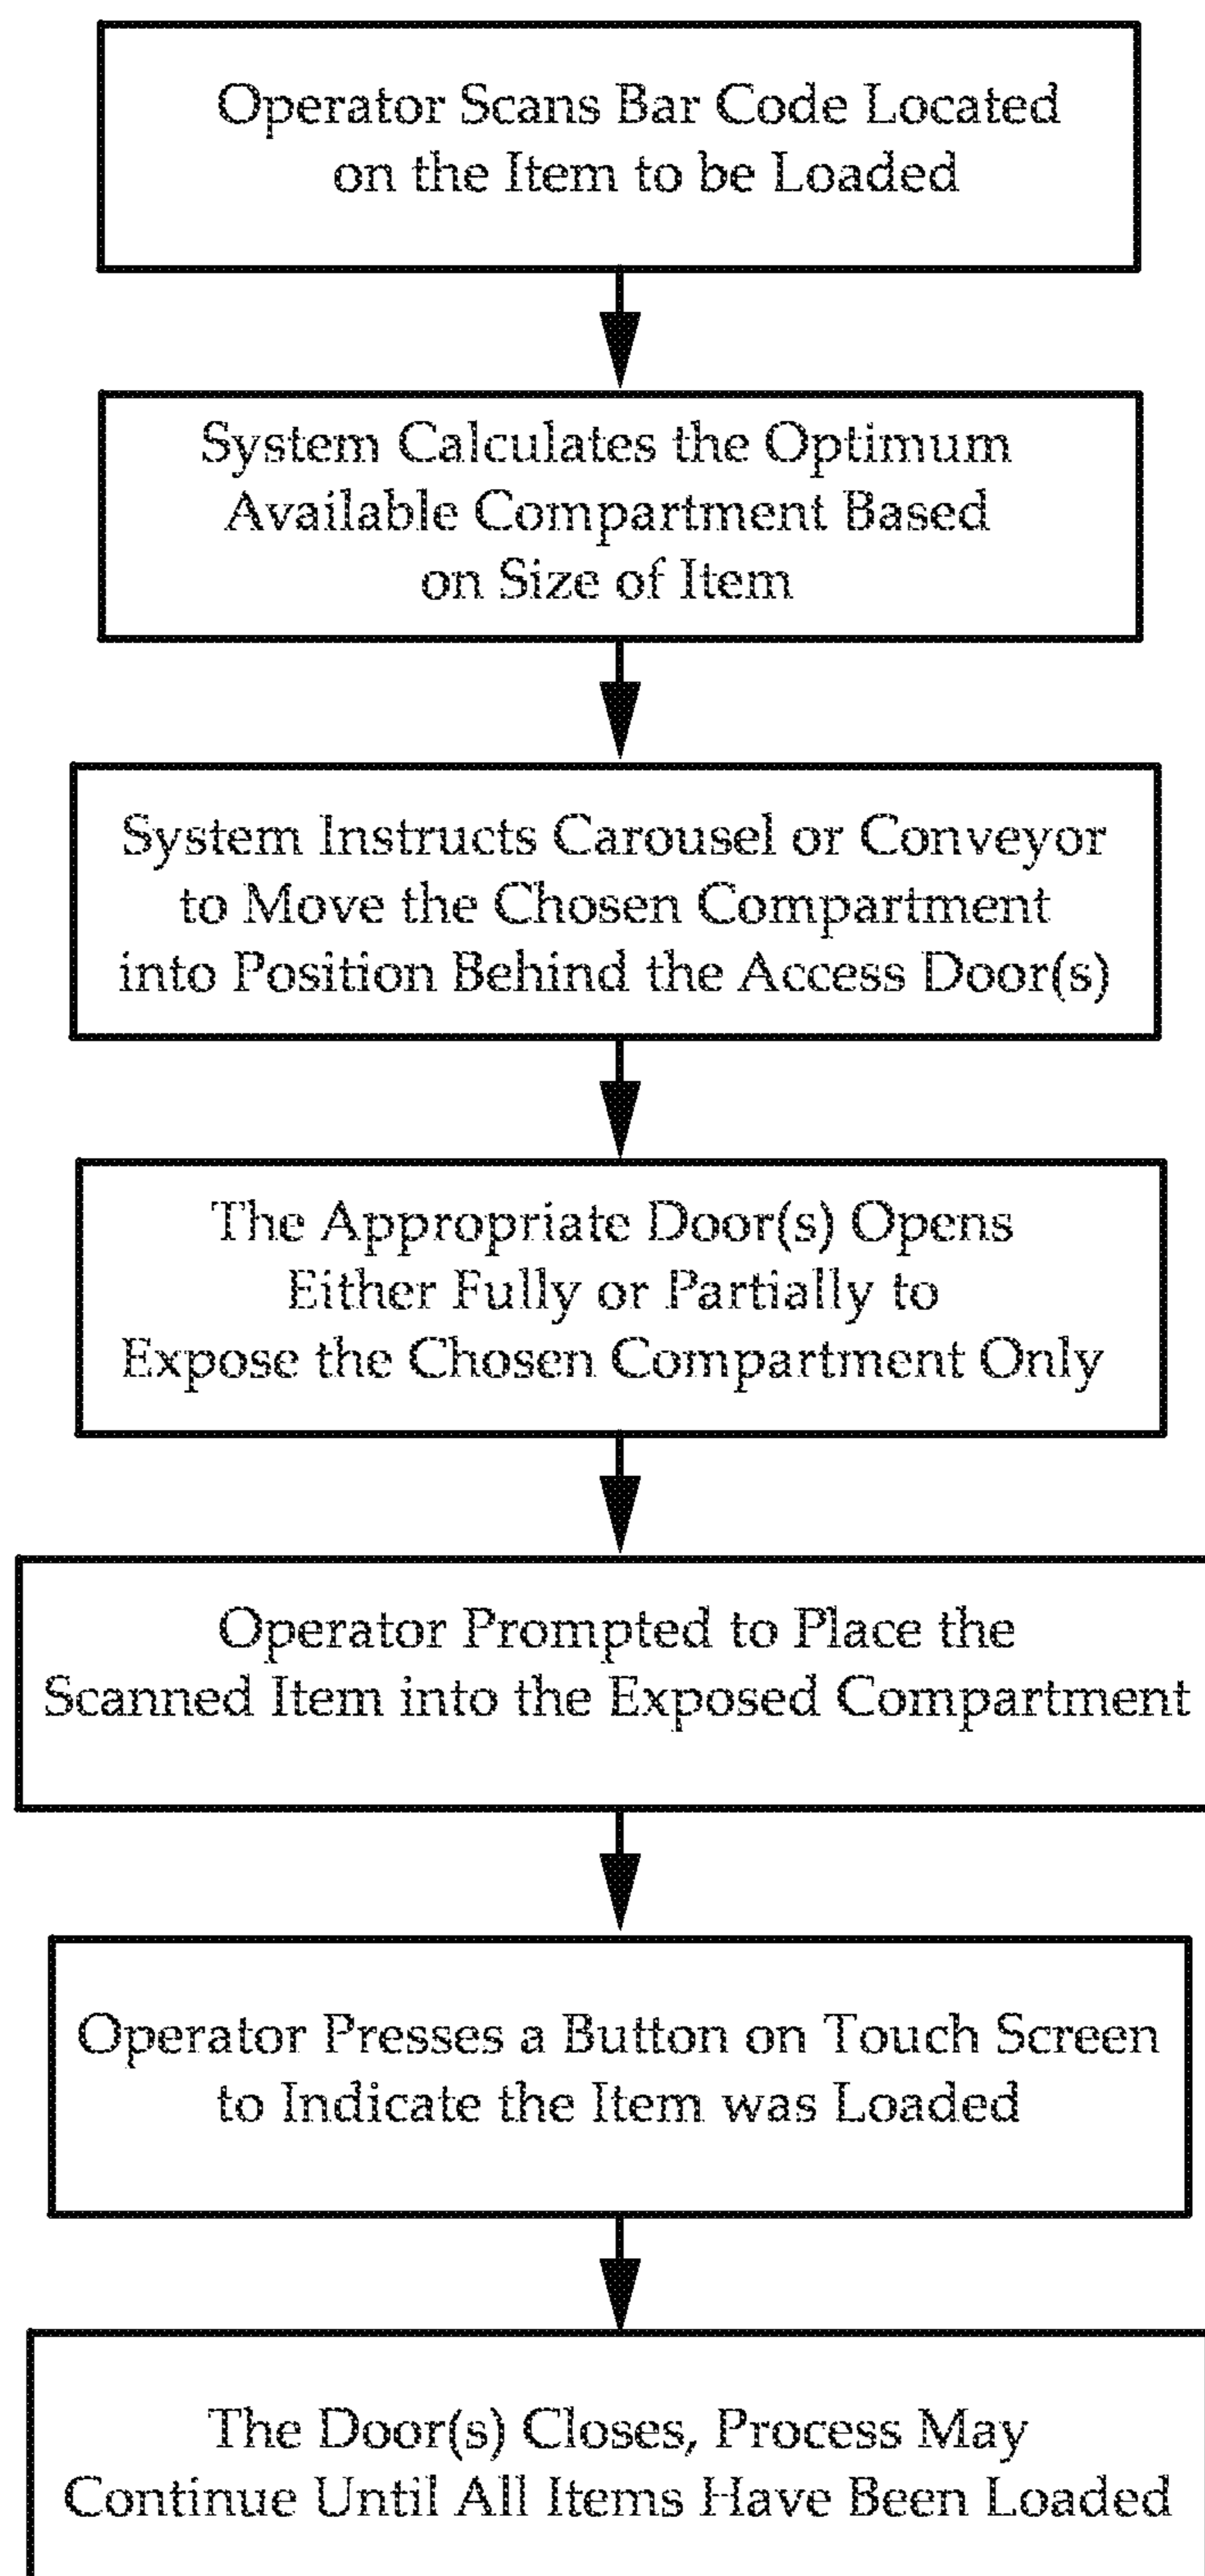 Operator Scans Bar Code Located
on the Item to be Loaded
System Calculates the Optimum
Available Compartment Based
on Size of Item
System Instructs Carousel or Conveyor
to Move the Chosen Compartment
into Position Behind the Access Door(s)
The Appropriate Door(s) Opens
Either Fully or Partially to
Expose the Chosen Compartment Only
Operator Prompted to Place the
Scanned Item into the Exposed Compartment
Operator Presses a Button on Touch Screen
to Indicate the Item was Loaded
The Door(s) Closes, Process May
Continue Until All Items Have Been Loaded